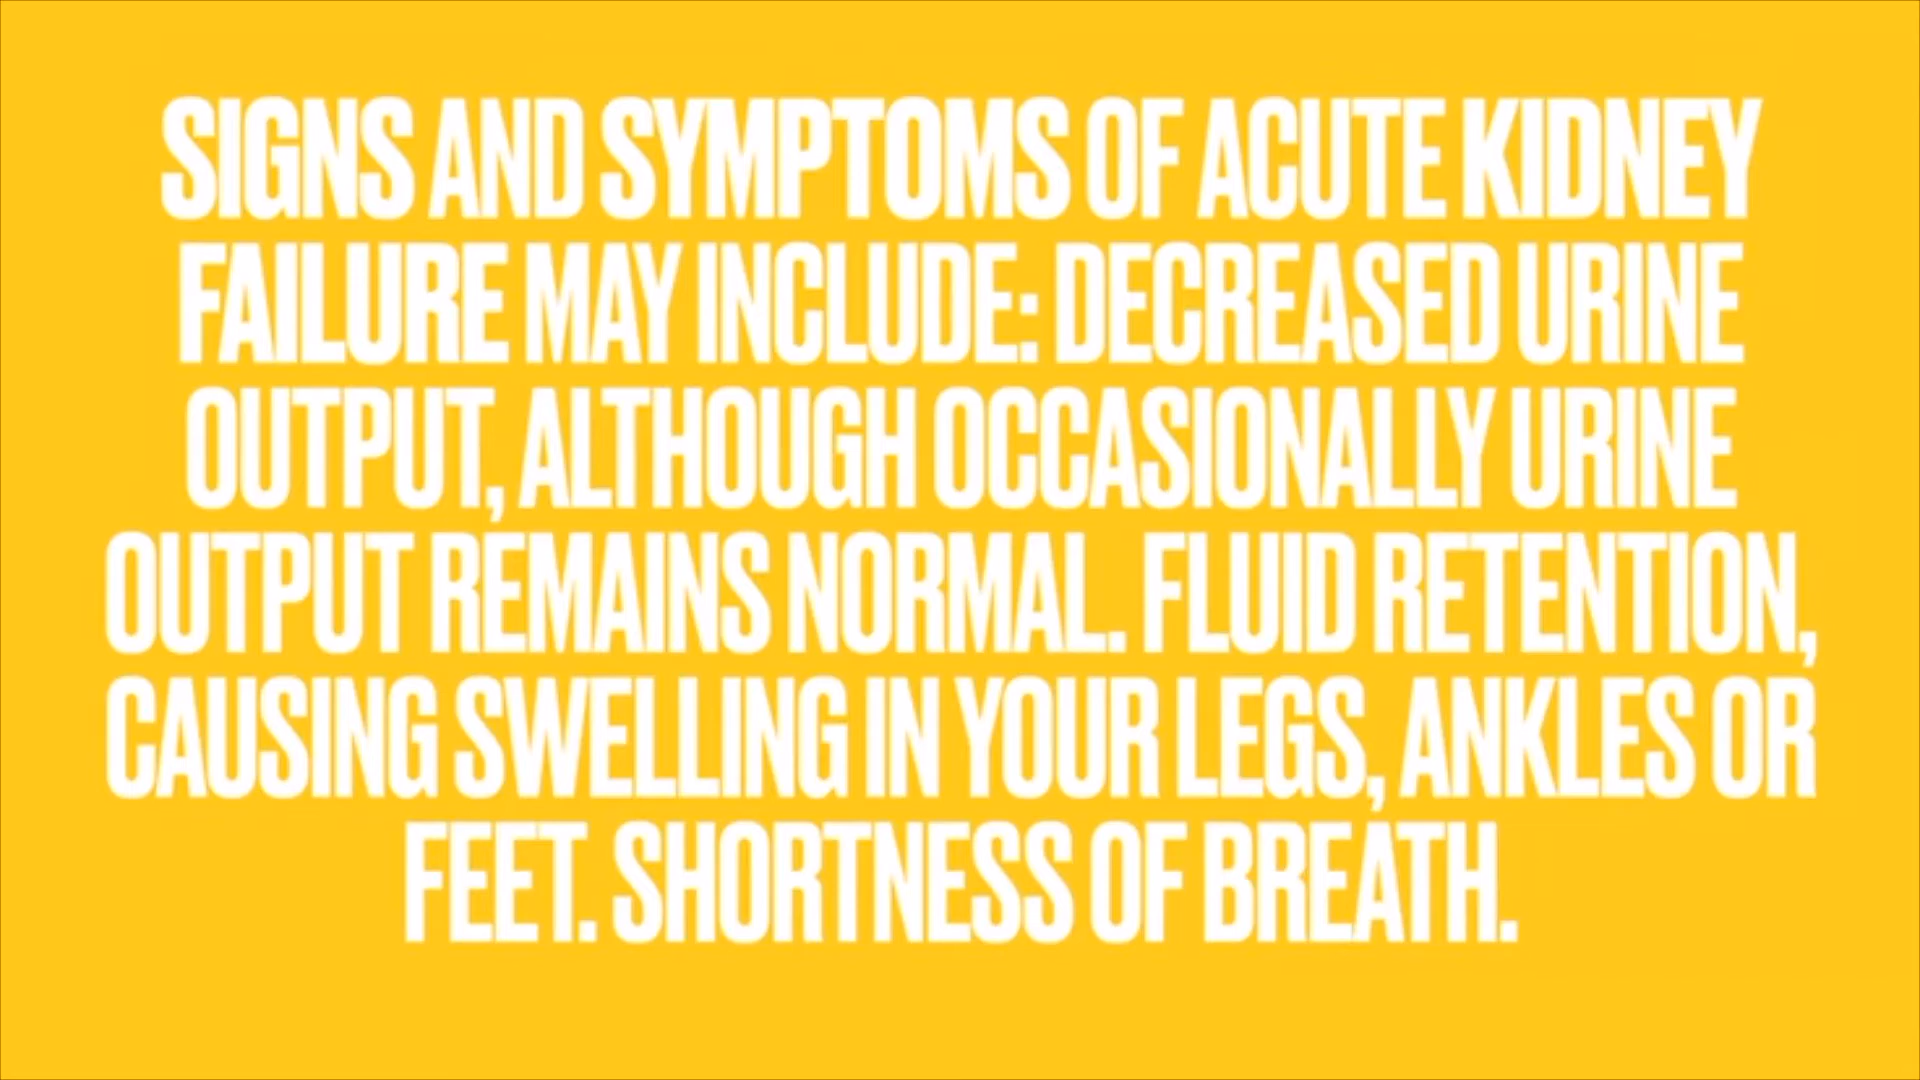 SIGNS AND SYMPTOMS OF ACUTE KIDNEY
FAILURE MAY INCLUDE: DECREASED URINE
OUTPUT, ALTHOUGH OCCASIONALLY URINE
OUTPUT REMAINS NORMAL. FLUID RETENTION,
CAUSING SWELLING IN YOUR LEGS, ANKLES OR
FEET. SHORTNESS OF BREATH.